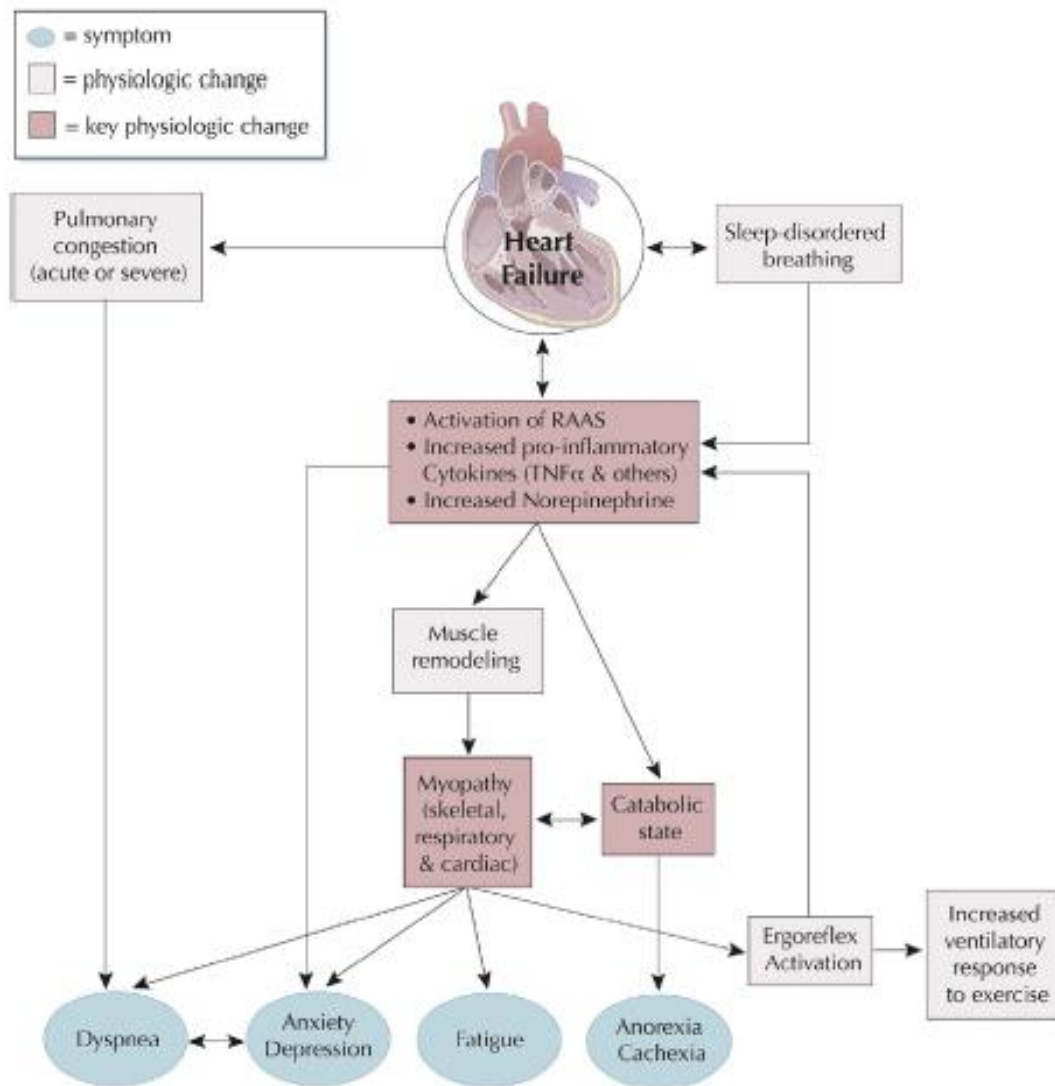 = symptom
= physiologic change
= key physiologic change
Pulmonary
congestion
(acute or severe)
Heart
Failure
Sleep-disordered
breathing
• Activation of RAAS
• Increased pro-inflammatory
Cytokines (TNFα & others)
• Increased Norepinephrine
Muscle
remodeling
Myopathy
(skeletal,
respiratory
& cardiac)
Catabolic
state
Ergoreflex
Activation
Increased
ventilatory
response
to exercise
Dyspnea
Anxiety
Depression
Fatigue
Anorexia
Cachexia